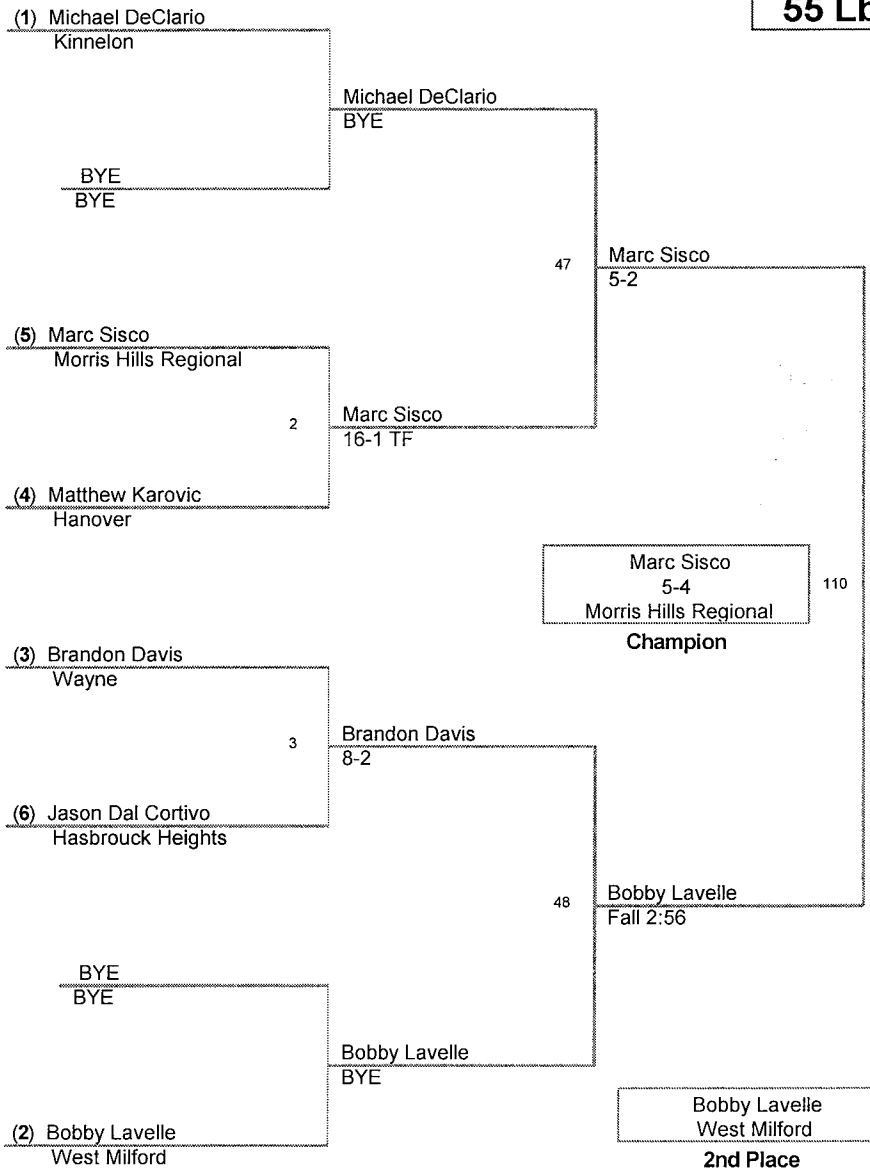 55 Lb
(1) Michael DeClario
Kinnelon
Michael DeClario
BYE
BYE
BYE
47
Marc Sisco
5-2
(5) Marc Sisco
Morris Hills Regional
2
Marc Sisco
16-1 TF
(4) Matthew Karovic
Hanover
Marc Sisco
5-4
Morris Hills Regional
110
Champion
(3) Brandon Davis
Wayne
3
Brandon Davis
8-2
(6) Jason Dal Cortivo
Hasbrouck Heights
48
Bobby Lavelle
Fall 2:56
BYE
BYE
Bobby Lavelle
BYE
(2) Bobby Lavelle
West Milford
Bobby Lavelle
West Milford
2nd Place